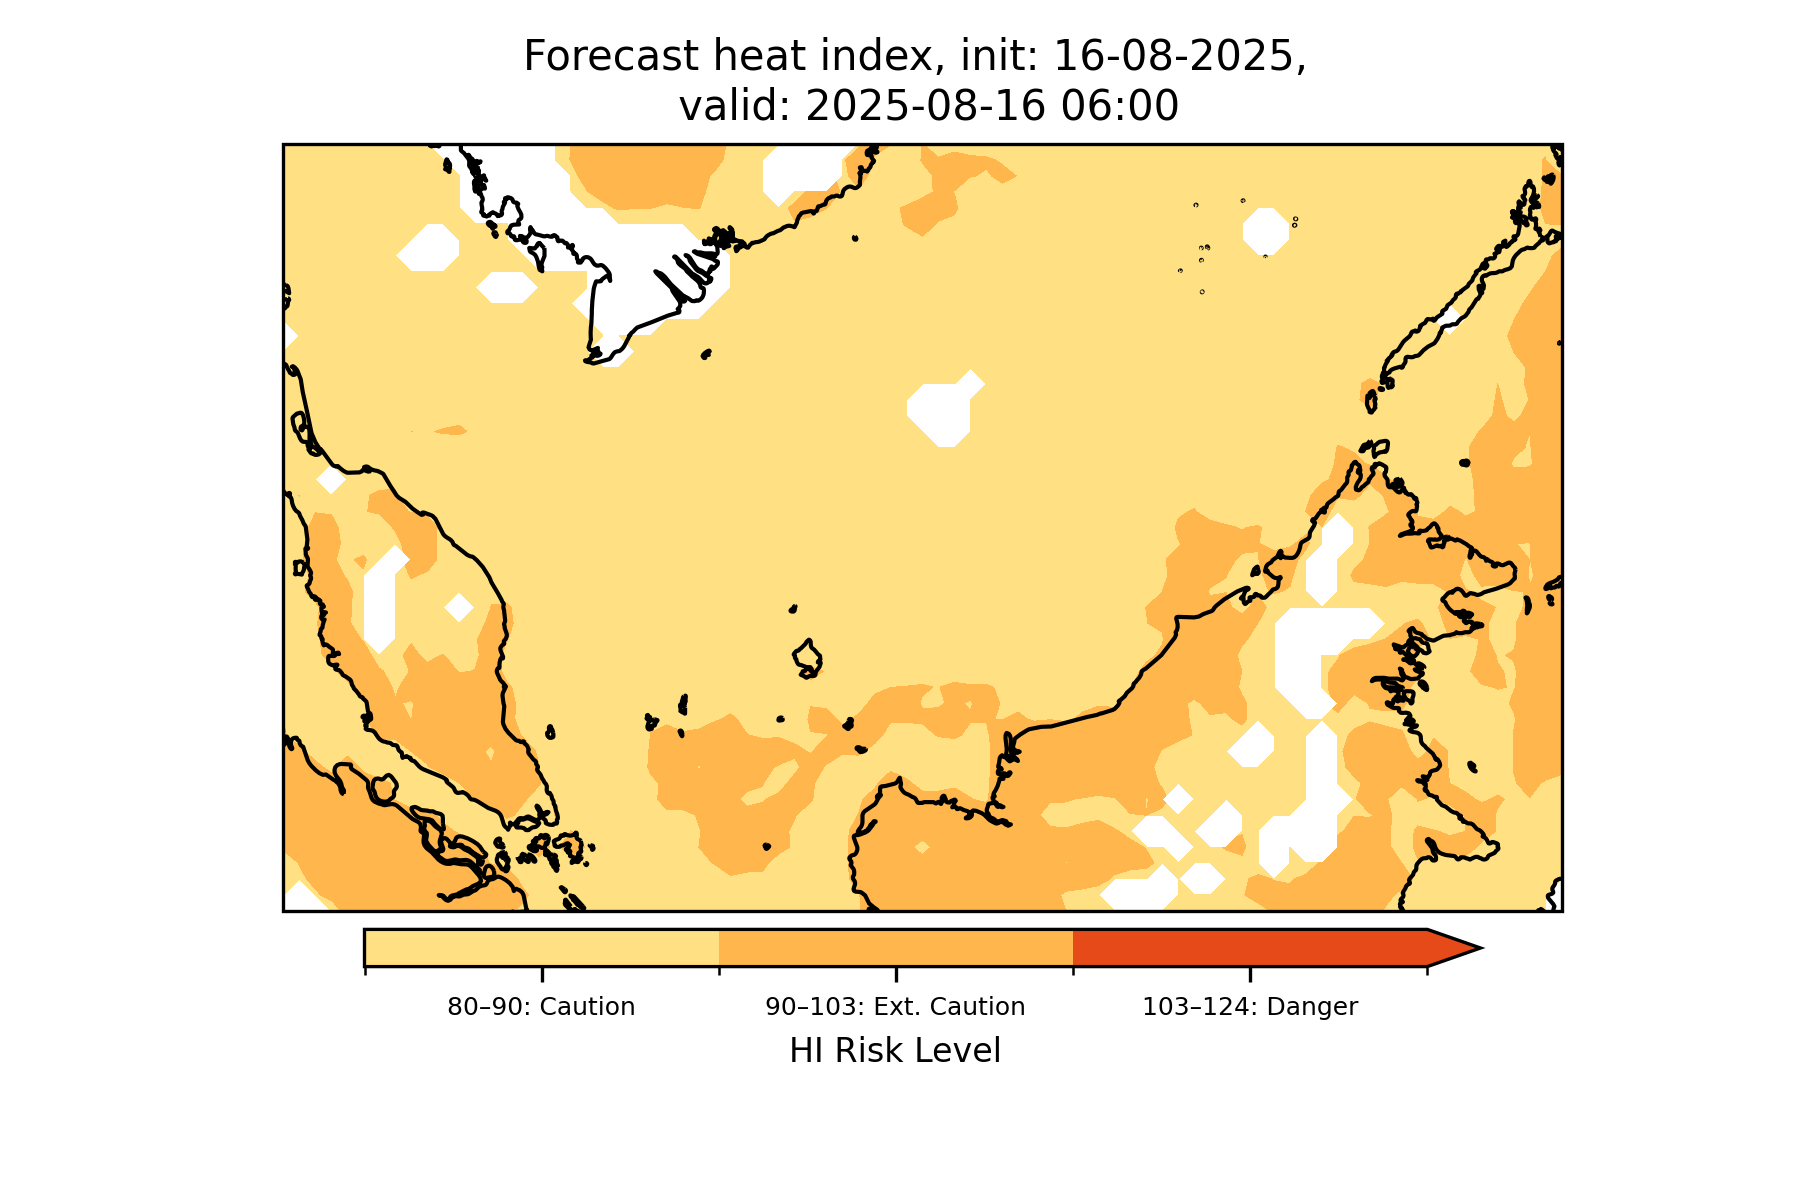 Forecast heat index, init: 16-08-2025,
valid: 2025-08-16 06:00
80–90: Caution
90–103: Ext. Caution
103–124: Danger
HI Risk Level